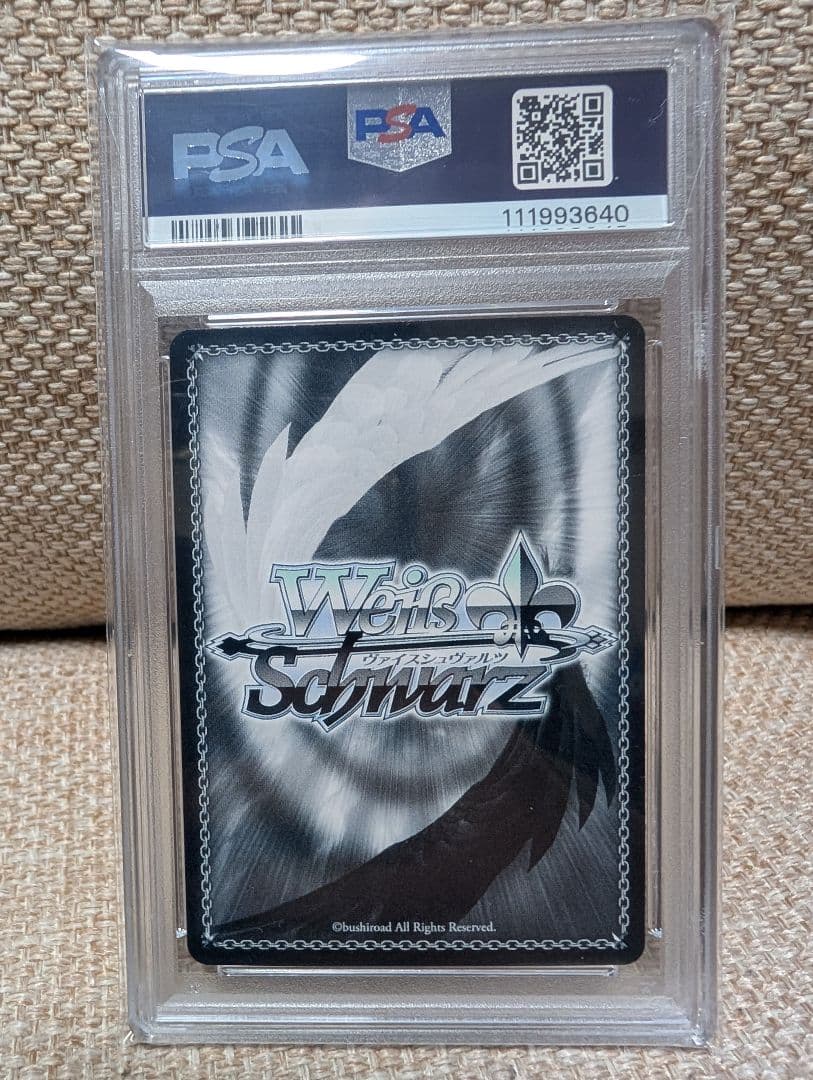 PSA
PSA
111993640
Weiß
ヴァイスシュヴァルツ
Schwarz
©bushiroad All Rights Reserved.